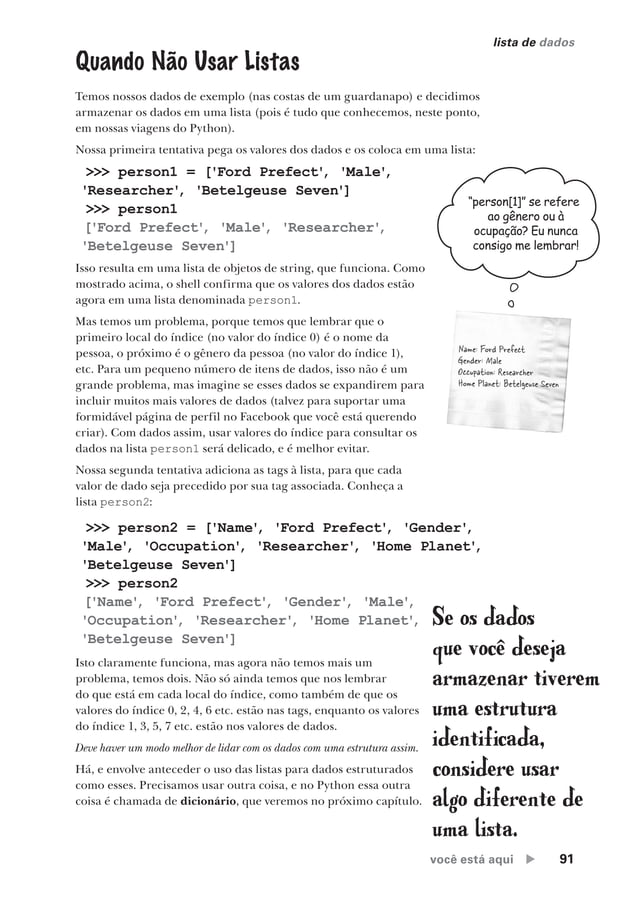 lista de dados
Quando Não Usar Listas
Temos nossos dados de exemplo (nas costas de um guardanapo) e decidimos
armazenar os dados em uma lista (pois é tudo que conhecemos, neste ponto,
em nossas viagens do Python).
Nossa primeira tentativa pega os valores dos dados e os coloca em uma lista:
>>> person1 = ['Ford Prefect', 'Male',
'Researcher', 'Betelgeuse Seven']
>>> person1
['Ford Prefect', 'Male', 'Researcher',
'Betelgeuse Seven']
"person[1]" se refere
ao gênero ou à
ocupação? Eu nunca
consigo me lembrar!
Isso resulta em uma lista de objetos de string, que funciona. Como
mostrado acima, o shell confirma que os valores dos dados estão
agora em uma lista denominada person1.
Name: Ford Prefect
Gender: Male
Occupation: Researcher
Home Planet: Betelgeuse Seven
Mas temos um problema, porque temos que lembrar que o
primeiro local do índice (no valor do índice 0) é o nome da
pessoa, o próximo é o gênero da pessoa (no valor do índice 1),
etc. Para um pequeno número de itens de dados, isso não é um
grande problema, mas imagine se esses dados se expandirem para
incluir muitos mais valores de dados (talvez para suportar uma
formidável página de perfil no Facebook que você está querendo
criar). Com dados assim, usar valores do índice para consultar os
dados na lista person1 será delicado, e é melhor evitar.
Nossa segunda tentativa adiciona as tags à lista, para que cada
valor de dado seja precedido por sua tag associada. Conheça a
lista person2:
>>> person2 = ['Name', 'Ford Prefect', 'Gender',
'Male', 'Occupation', 'Researcher', 'Home Planet',
'Betelgeuse Seven']
>>> person2
['Name', 'Ford Prefect', 'Gender', 'Male',
'Occupation', 'Researcher', 'Home Planet',
'Betelgeuse Seven']
Isto claramente funciona, mas agora não temos mais um
problema, temos dois. Não só ainda temos que nos lembrar
do que está em cada local do índice, como também de que os
valores do índice 0, 2, 4, 6 etc. estão nas tags, enquanto os valores
do índice 1, 3, 5, 7 etc. estão nos valores de dados.
Deve haver um modo melhor de lidar com os dados com uma estrutura assim.
Há, e envolve anteceder o uso das listas para dados estruturados
como esses. Precisamos usar outra coisa, e no Python essa outra
coisa é chamada de dicionário, que veremos no próximo capítulo.
Se os dados
que você deseja
armazenar tiverem
uma estrutura
identificada,
considere usar
algo diferente de
uma lista.
você está aqui ▶ 91